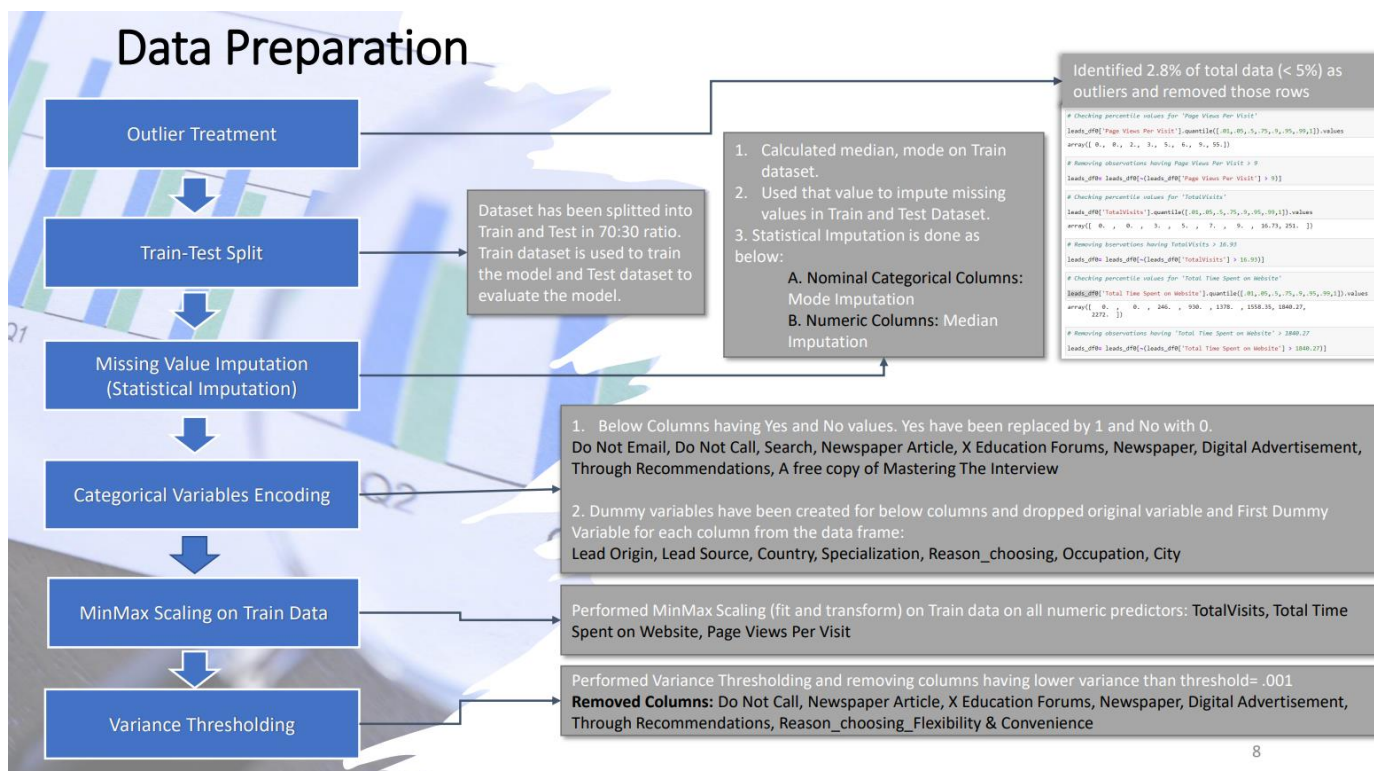 Data Preparation
Outlier Treatment
Train-Test Split
Missing Value Imputation
(Statistical Imputation)
Categorical Variables Encoding
MinMax Scaling on Train Data
Variance Thresholding
Identified 2.8% of total data (< 5%) as
outliers and removed those rows
# Checking percentile values for 'Page Views Per Visit'
leads_df0['Page Views Per Visit'].quantile([.01,.05,.5,.75,.9,.95,.99,1]).values
array([ 0., 0., 2., 3., 5., 6., 9., 55.])
# Removing observations having Page Views Per Visit > 9
leads_df0= leads_df0[~(leads_df0['Page Views Per Visit'] > 9)]
# Checking percentile values for 'TotalVisits'
leads_df0['TotalVisits'].quantile([.01,.05,.5,.75,.9,.95,.99,1]).values
array([ 0. , 0. , 3. , 5. , 7. , 9. , 16.73, 251. ])
# Removing bservations having TotalVisits > 16.93
leads_df0= leads_df0[~(leads_df0['TotalVisits'] > 16.93)]
# Checking percentile values for 'Total Time Spent on Website'
leads_df0['Total Time Spent on Website'].quantile([.01,.05,.5,.75,.9,.95,.99,1]).values
array([ 0. , 0. , 246. , 930. , 1378. , 1558.35, 1840.27,
2272. ])
# Removing observations having 'Total Time Spent on Website' > 1840.27
leads_df0= leads_df0[~(leads_df0['Total Time Spent on Website'] > 1840.27)]
Dataset has been splitted into
Train and Test in 70:30 ratio.
Train dataset is used to train
the model and Test dataset to
evaluate the model.
1. Calculated median, mode on Train
dataset.
2. Used that value to impute missing
values in Train and Test Dataset.
3. Statistical Imputation is done as
below:
A. Nominal Categorical Columns:
Mode Imputation
B. Numeric Columns: Median
Imputation
1. Below Columns having Yes and No values. Yes have been replaced by 1 and No with 0.
Do Not Email, Do Not Call, Search, Newspaper Article, X Education Forums, Newspaper, Digital Advertisement,
Through Recommendations, A free copy of Mastering The Interview
2. Dummy variables have been created for below columns and dropped original variable and First Dummy
Variable for each column from the data frame:
Lead Origin, Lead Source, Country, Specialization, Reason_choosing, Occupation, City
Performed MinMax Scaling (fit and transform) on Train data on all numeric predictors: TotalVisits, Total Time
Spent on Website, Page Views Per Visit
Performed Variance Thresholding and removing columns having lower variance than threshold= .001
Removed Columns: Do Not Call, Newspaper Article, X Education Forums, Newspaper, Digital Advertisement,
Through Recommendations, Reason_choosing_Flexibility & Convenience
Q1
Q2
8